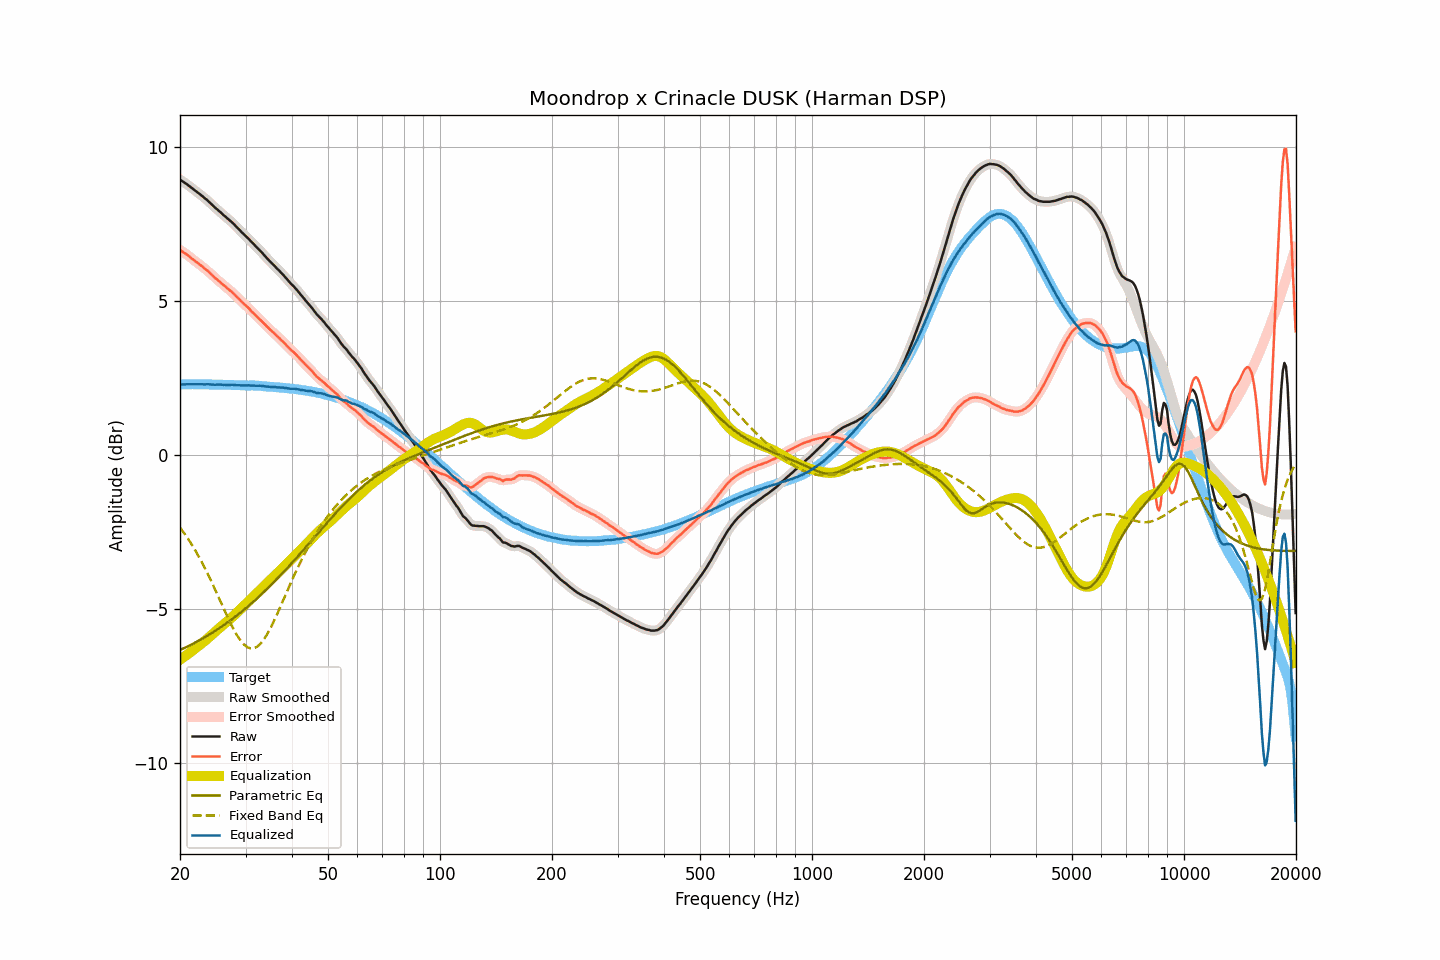 Moondrop x Crinacle DUSK (Harman DSP)
10
5
0
−5
−10
Amplitude (dBr)
Target
Raw Smoothed
Error Smoothed
Raw
Error
Equalization
Parametric Eq
Fixed Band Eq
Equalized
20 50 100 200 500 1000 2000 5000 10000 20000
Frequency (Hz)